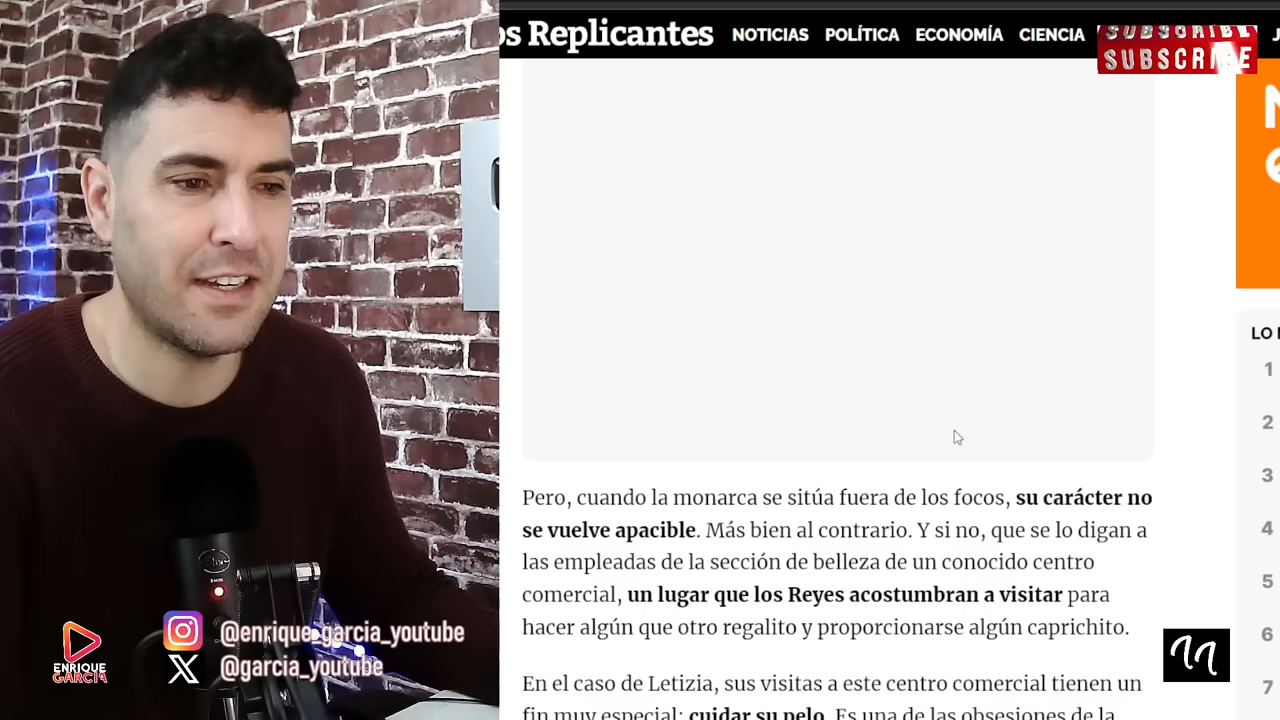 os Replicantes
NOTICIAS POLÍTICA ECONOMÍA CIENCIA
SUBSCRIBE
SUBSCRIBE
LO
1
2
3
4
5
6
7
Pero, cuando la monarca se sitúa fuera de los focos, su carácter no
se vuelve apacible. Más bien al contrario. Y si no, que se lo digan a
las empleadas de la sección de belleza de un conocido centro
comercial, un lugar que los Reyes acostumbran a visitar para
hacer algún que otro regalito y proporcionarse algún caprichito.
En el caso de Letizia, sus visitas a este centro comercial tienen un
fin muy especial: cuidar su pelo. Es una de las obsesiones de la
@enrique_garcia_youtube
@garcia_youtube
ENRIQUE
GARCIA